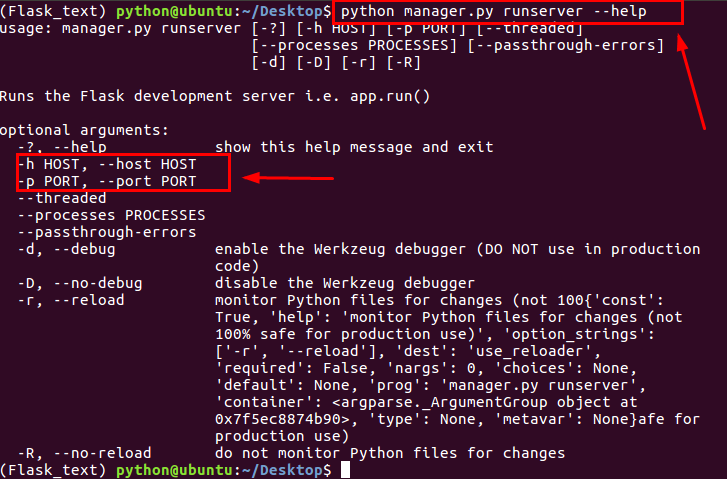 (Flask_text) python@ubuntu:~/Desktop$ python manager.py runserver --help
usage: manager.py runserver [-?] [-h HOST] [-p PORT] [--threaded]
[--processes PROCESSES] [--passthrough-errors]
[-d] [-D] [-r] [-R]
Runs the Flask development server i.e. app.run()
optional arguments:
-?, --help show this help message and exit
-h HOST, --host HOST
-p PORT, --port PORT
--threaded
--processes PROCESSES
--passthrough-errors
-d, --debug enable the Werkzeug debugger (DO NOT use in production
code)
-D, --no-debug disable the Werkzeug debugger
-r, --reload monitor Python files for changes (not 100{'const':
True, 'help': 'monitor Python files for changes (not
100% safe for production use)', 'option_strings':
['-r', '--reload'], 'dest': 'use_reloader',
'required': False, 'nargs': 0, 'choices': None,
'default': None, 'prog': 'manager.py runserver',
'container': <argparse._ArgumentGroup object at
0x7f5ec8874b90>, 'type': None, 'metavar': None}afe for
production use)
-R, --no-reload do not monitor Python files for changes
(Flask_text) python@ubuntu:~/Desktop$